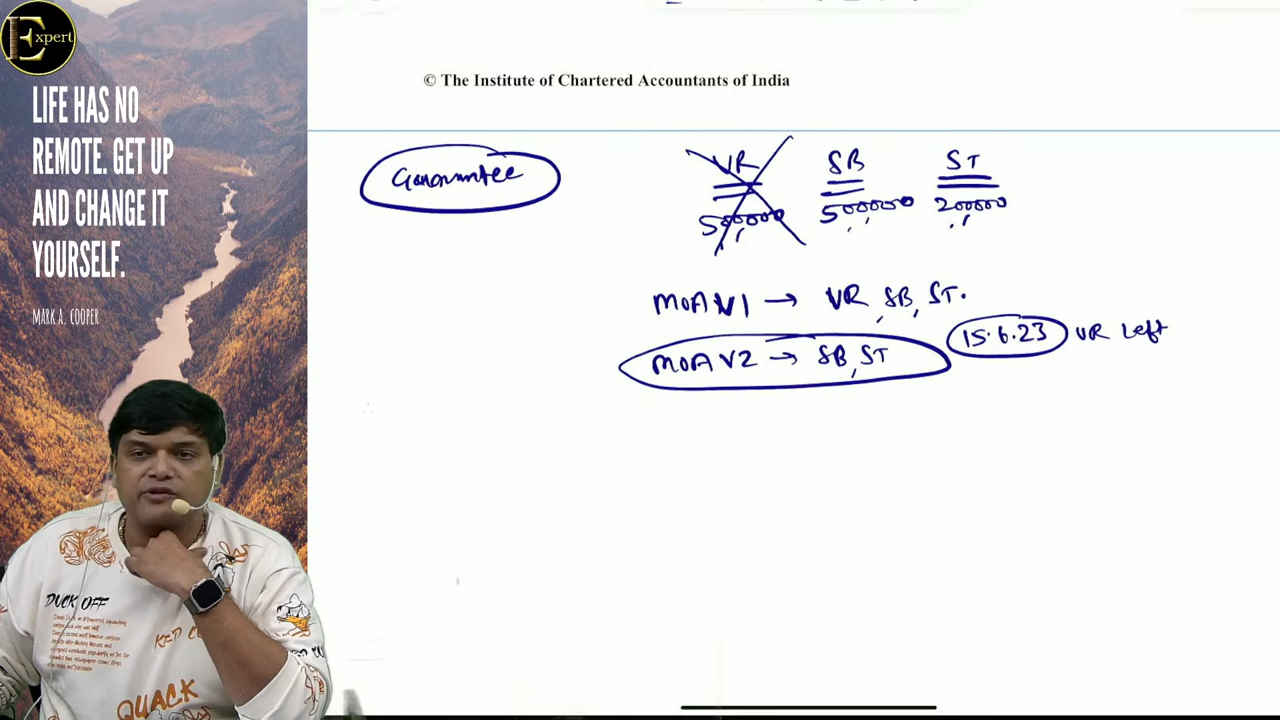 Expert
LIFE HAS NO
REMOTE. GET UP
AND CHANGE IT
YOURSELF.
MARK A. COOPER
© The Institute of Chartered Accountants of India
Guarantee
VR SB ST
500000 500000 200000
MOA V1 → VR, SB, ST.
MOA V2 → SB, ST 15.6.23 VR Left
DUCK OFF
QUACK